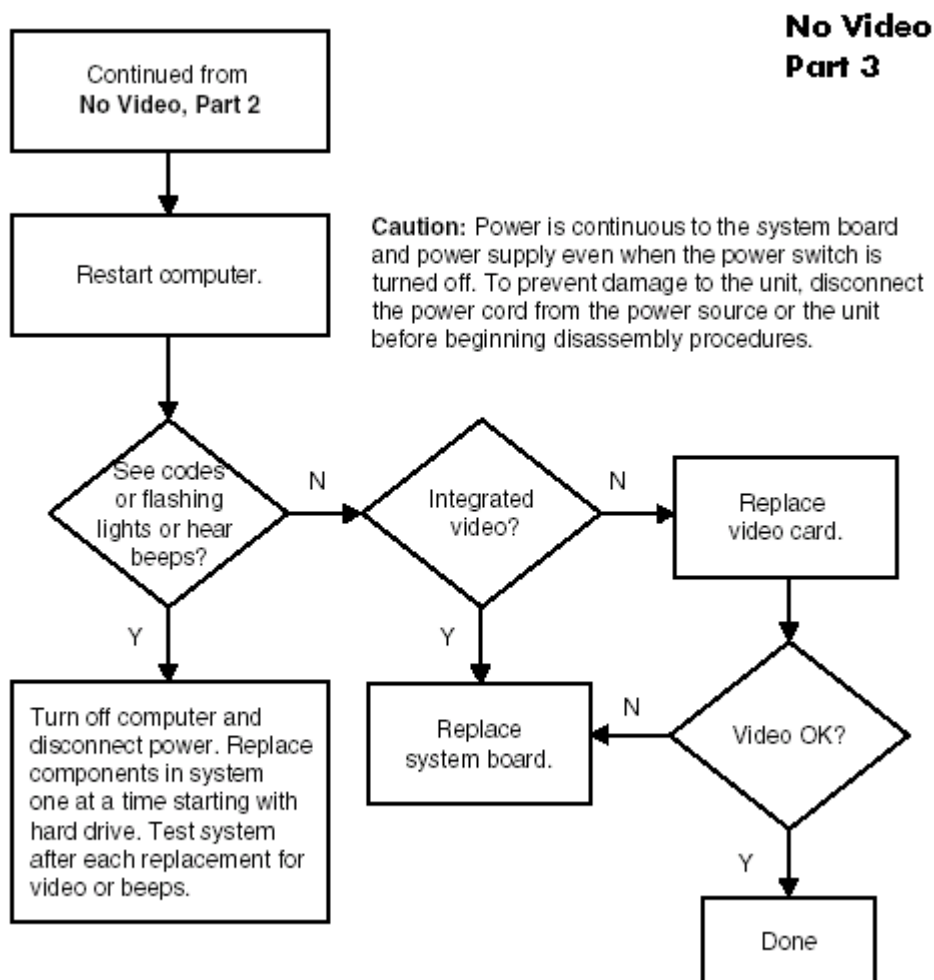 No Video
Part 3
Continued from
No Video, Part 2
Restart computer.
Caution: Power is continuous to the system board
and power supply even when the power switch is
turned off. To prevent damage to the unit, disconnect
the power cord from the power source or the unit
before beginning disassembly procedures.
See codes
or flashing
lights or hear
beeps?
N
Integrated
video?
N
Replace
video card.
Y
Y
Turn off computer and
disconnect power. Replace
components in system
one at a time starting with
hard drive. Test system
after each replacement for
video or beeps.
Replace
system board.
N
Video OK?
Y
Done